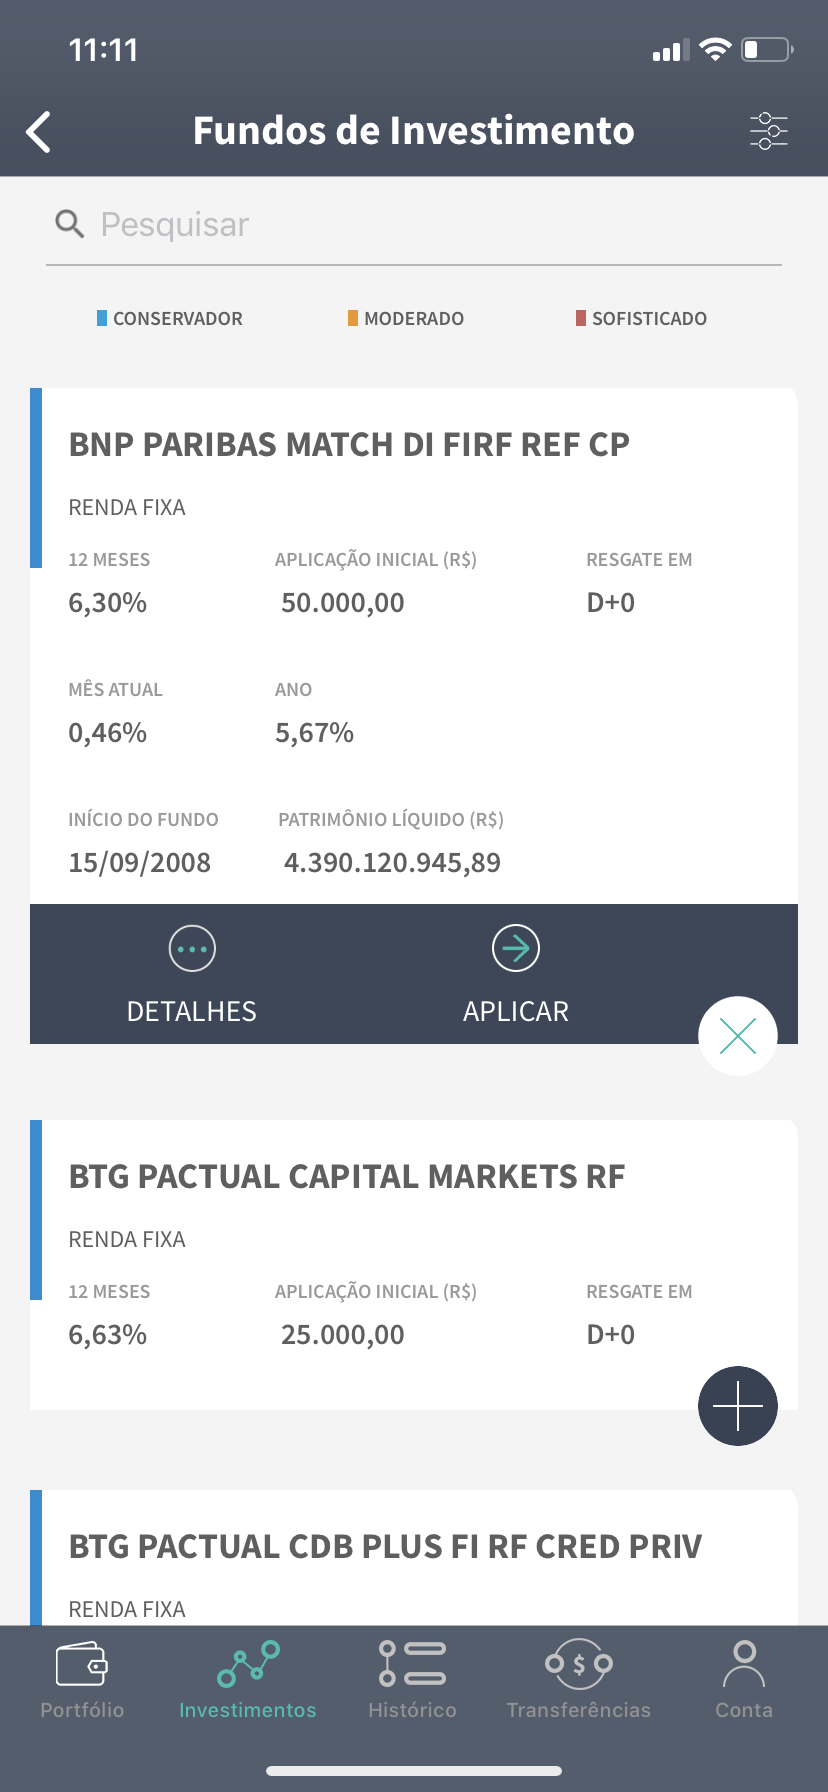 11:11
Fundos de Investimento
Pesquisar
CONSERVADOR MODERADO SOFISTICADO
BNP PARIBAS MATCH DI FIRF REF CP
RENDA FIXA
12 MESES APLICAÇÃO INICIAL (R$) RESGATE EM
6,30% 50.000,00 D+0
MÊS ATUAL ANO
0,46% 5,67%
INÍCIO DO FUNDO PATRIMÔNIO LÍQUIDO (R$)
15/09/2008 4.390.120.945,89
DETALHES APLICAR
BTG PACTUAL CAPITAL MARKETS RF
RENDA FIXA
12 MESES APLICAÇÃO INICIAL (R$) RESGATE EM
6,63% 25.000,00 D+0
BTG PACTUAL CDB PLUS FI RF CRED PRIV
RENDA FIXA
$
Portfólio Investimentos Histórico Transferências Conta